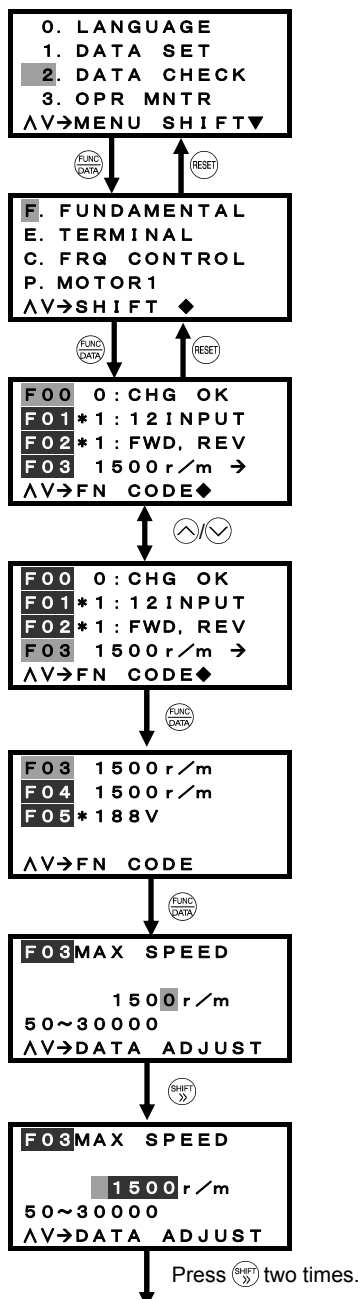 0. LANGUAGE
1. DATA SET
2. DATA CHECK
3. OPR MNTR
∧∨→MENU SHIFT▼
FUNC
DATA
RESET
F. FUNDAMENTAL
E. TERMINAL
C. FRQ CONTROL
P. MOTOR1
∧∨→SHIFT ◆
FUNC
DATA
RESET
F00 0:CHG OK
F01*1:12INPUT
F02*1:FWD, REV
F03 1500r/m →
∧∨→FN CODE◆
∧/∨
F00 0:CHG OK
F01*1:12INPUT
F02*1:FWD, REV
F03 1500r/m →
∧∨→FN CODE◆
FUNC
DATA
F03 1500r/m
F04 1500r/m
F05*188V
∧∨→FN CODE
FUNC
DATA
F03MAX SPEED
1500r/m
50~30000
∧∨→DATA ADJUST
SHIFT
»
F03MAX SPEED
1500r/m
50~30000
∧∨→DATA ADJUST
Press SHIFT » two times.